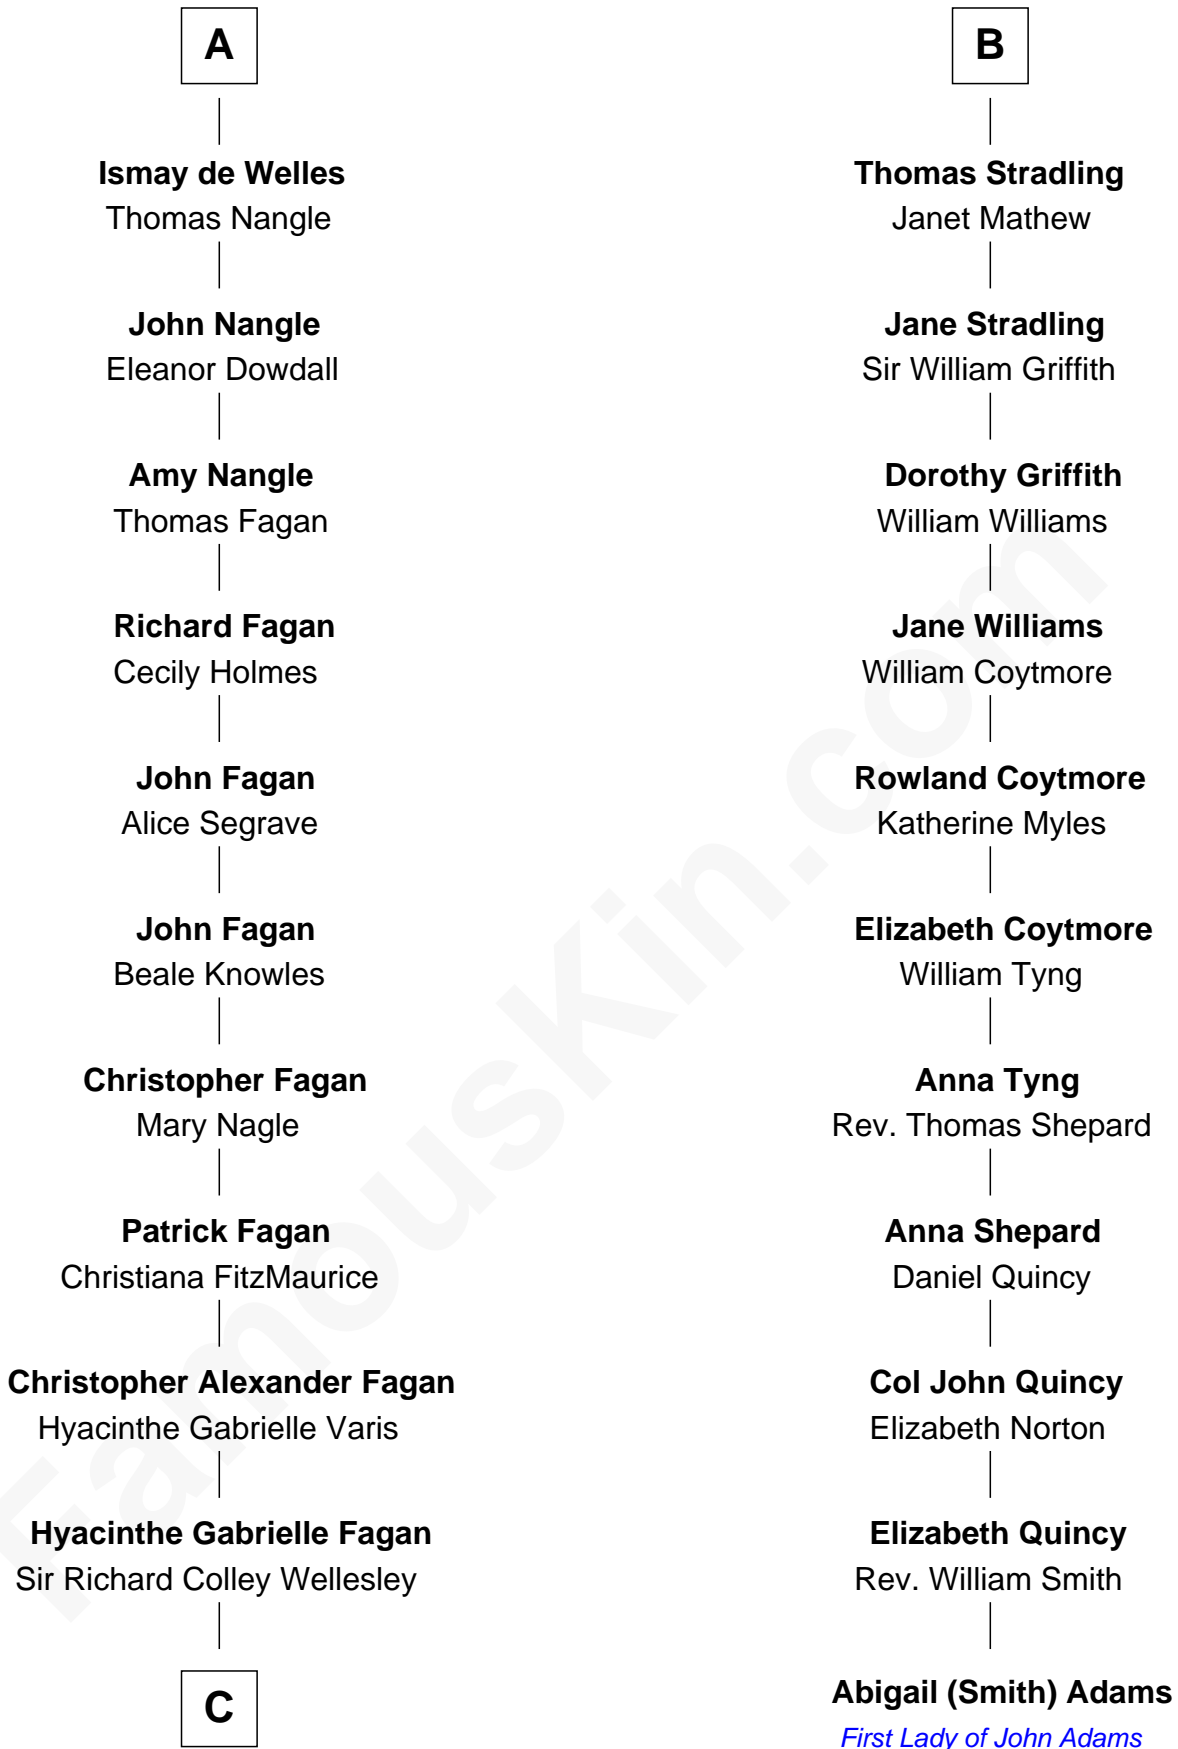 A
Ismay de Welles
Thomas Nangle
John Nangle
Eleanor Dowdall
Amy Nangle
Thomas Fagan
Richard Fagan
Cecily Holmes
John Fagan
Alice Segrave
John Fagan
Beale Knowles
Christopher Fagan
Mary Nagle
Patrick Fagan
Christiana FitzMaurice
Christopher Alexander Fagan
Hyacinthe Gabrielle Varis
Hyacinthe Gabrielle Fagan
Sir Richard Colley Wellesley
C
B
Thomas Stradling
Janet Mathew
Jane Stradling
Sir William Griffith
Dorothy Griffith
William Williams
Jane Williams
William Coytmore
Rowland Coytmore
Katherine Myles
Elizabeth Coytmore
William Tyng
Anna Tyng
Rev. Thomas Shepard
Anna Shepard
Daniel Quincy
Col John Quincy
Elizabeth Norton
Elizabeth Quincy
Rev. William Smith
Abigail (Smith) Adams
First Lady of John Adams
FamousKin.com